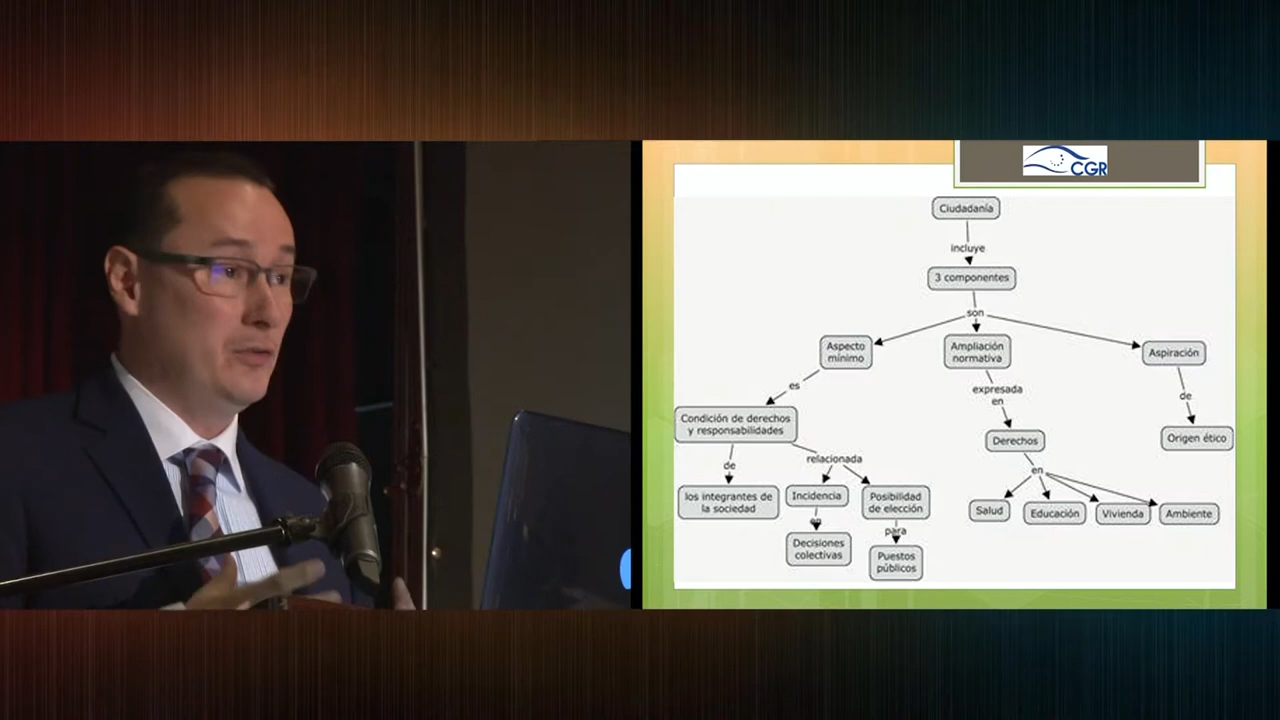 CGR
Ciudadanía
incluye
3 componentes
son
Aspecto
mínimo
Ampliación
normativa
Aspiración
es
expresada
en
de
Condición de derechos
y responsabilidades
Derechos
Origen ético
de
relacionada
en
los integrantes de
la sociedad
Incidencia
Posibilidad
de elección
Salud
Educación
Vivienda
Ambiente
en
para
Decisiones
colectivas
Puestos
públicos